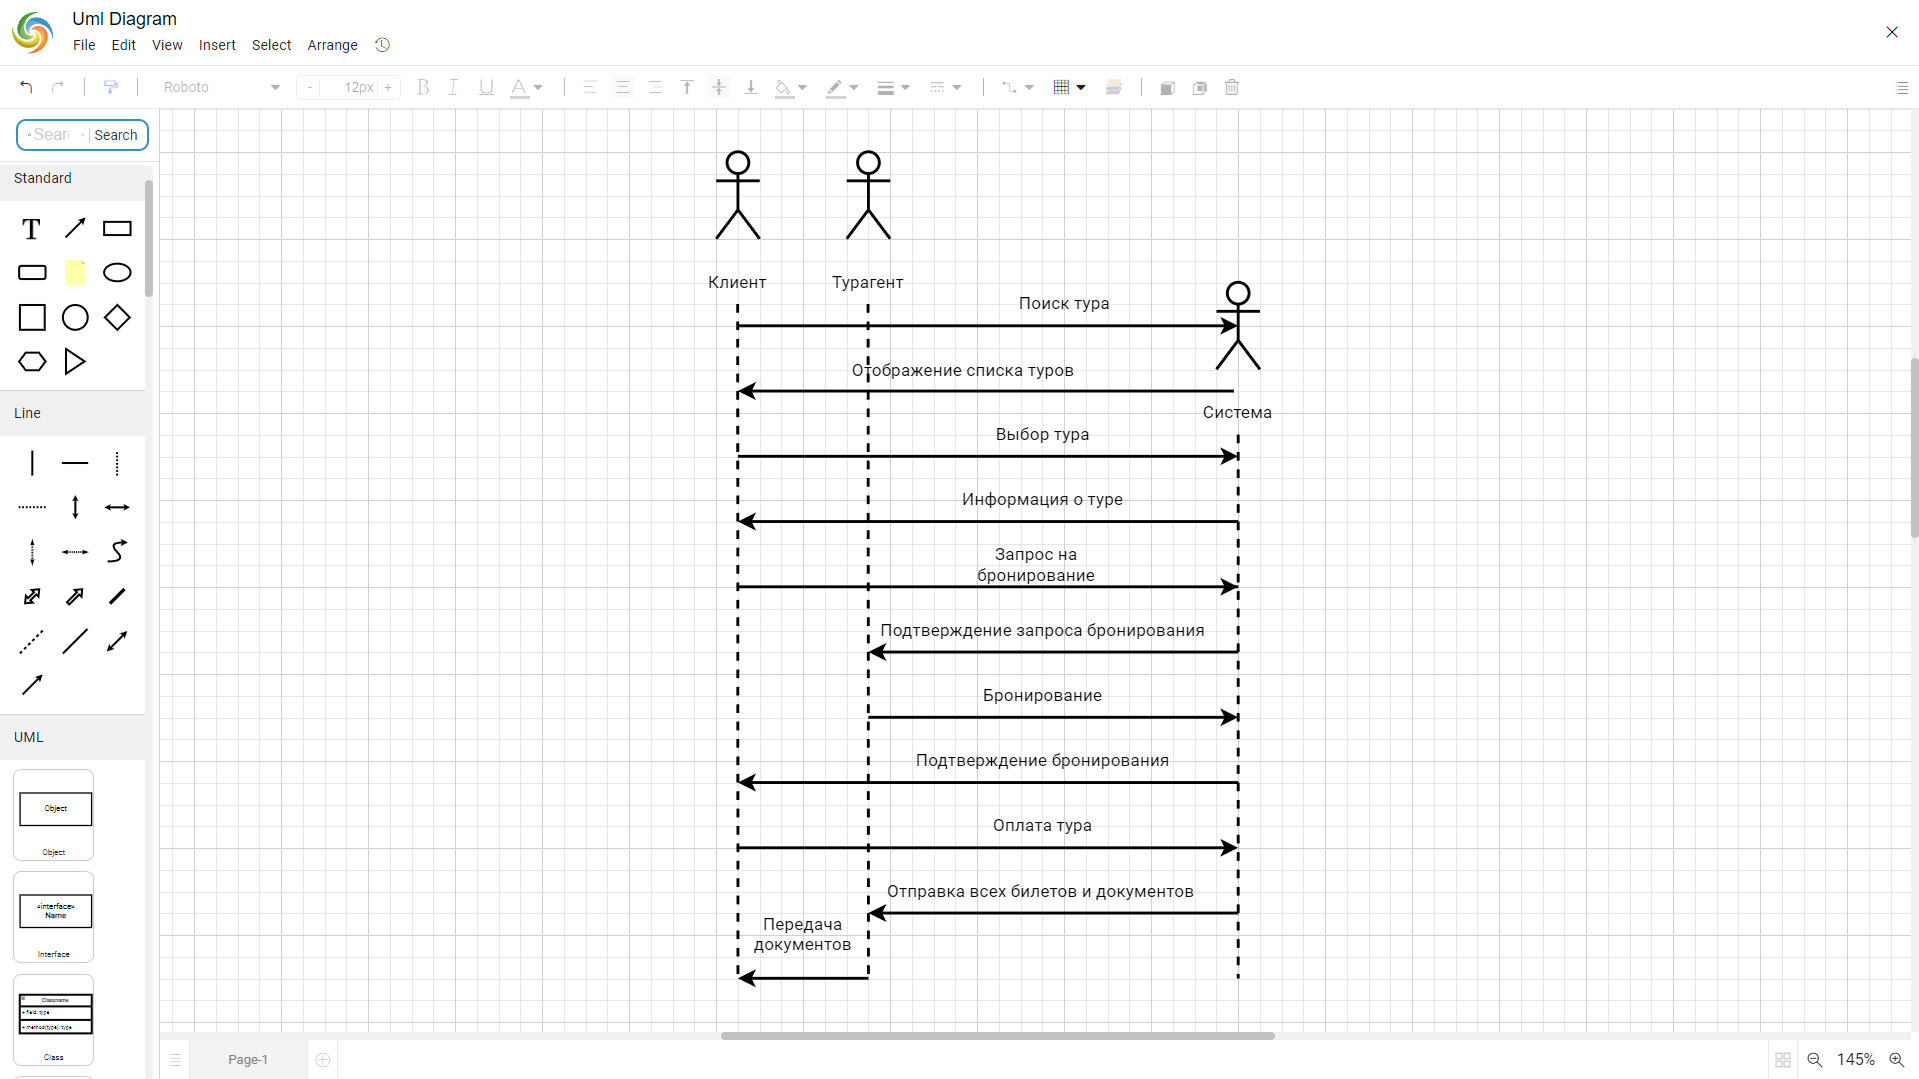 Uml Diagram
File Edit View Insert Select Arrange
Roboto - 12px + B I U A
Sear Search
Standard
T
Line
UML
Object
Object
«interface»
Name
Interface
Classname
+ field: type
+ method(type): type
Class
Клиент
Турагент
Поиск тура
Отображение списка туров
Система
Выбор тура
Информация о туре
Запрос на
бронирование
Подтверждение запроса бронирования
Бронирование
Подтверждение бронирования
Оплата тура
Отправка всех билетов и документов
Передача
документов
Page-1
145%